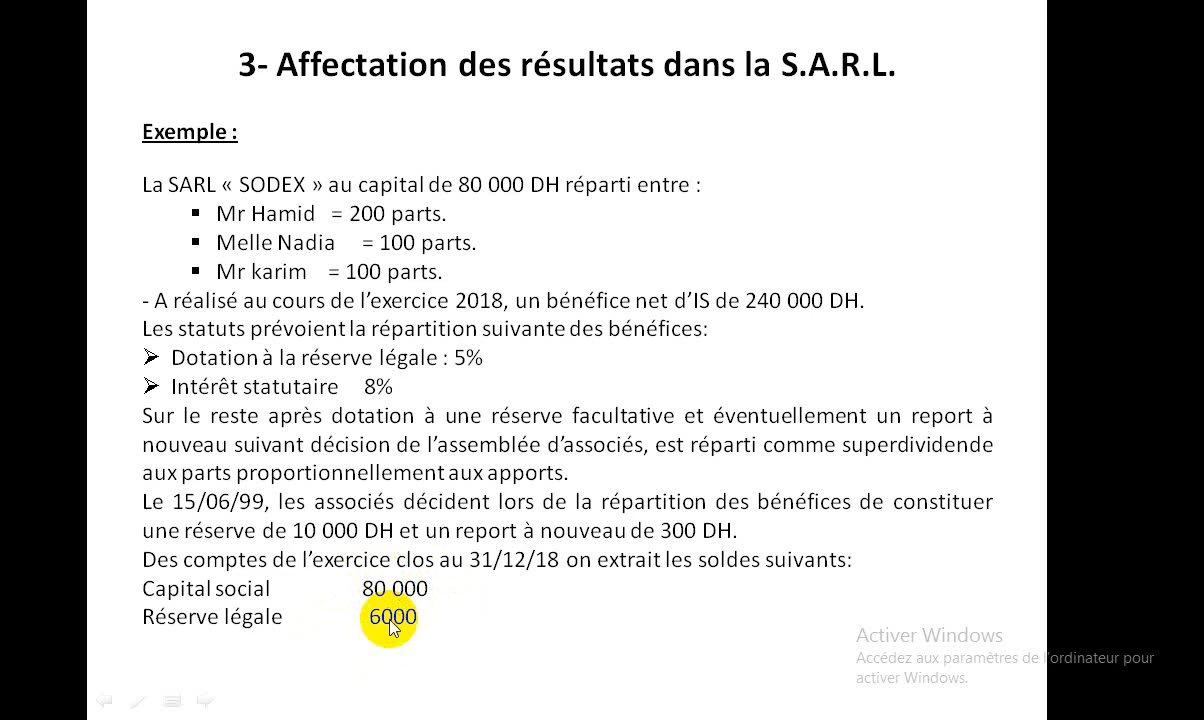 3- Affectation des résultats dans la S.A.R.L.
Exemple :
La SARL « SODEX » au capital de 80 000 DH réparti entre :
▪ Mr Hamid = 200 parts.
▪ Melle Nadia = 100 parts.
▪ Mr karim = 100 parts.
- A réalisé au cours de l’exercice 2018, un bénéfice net d’IS de 240 000 DH.
Les statuts prévoient la répartition suivante des bénéfices:
➢ Dotation à la réserve légale : 5%
➢ Intérêt statutaire 8%
Sur le reste après dotation à une réserve facultative et éventuellement un report à
nouveau suivant décision de l’assemblée d’associés, est réparti comme superdividende
aux parts proportionnellement aux apports.
Le 15/06/99, les associés décident lors de la répartition des bénéfices de constituer
une réserve de 10 000 DH et un report à nouveau de 300 DH.
Des comptes de l’exercice clos au 31/12/18 on extrait les soldes suivants:
Capital social 80 000
Réserve légale 6000
Activer Windows
Accédez aux paramètres de l'ordinateur pour
activer Windows.